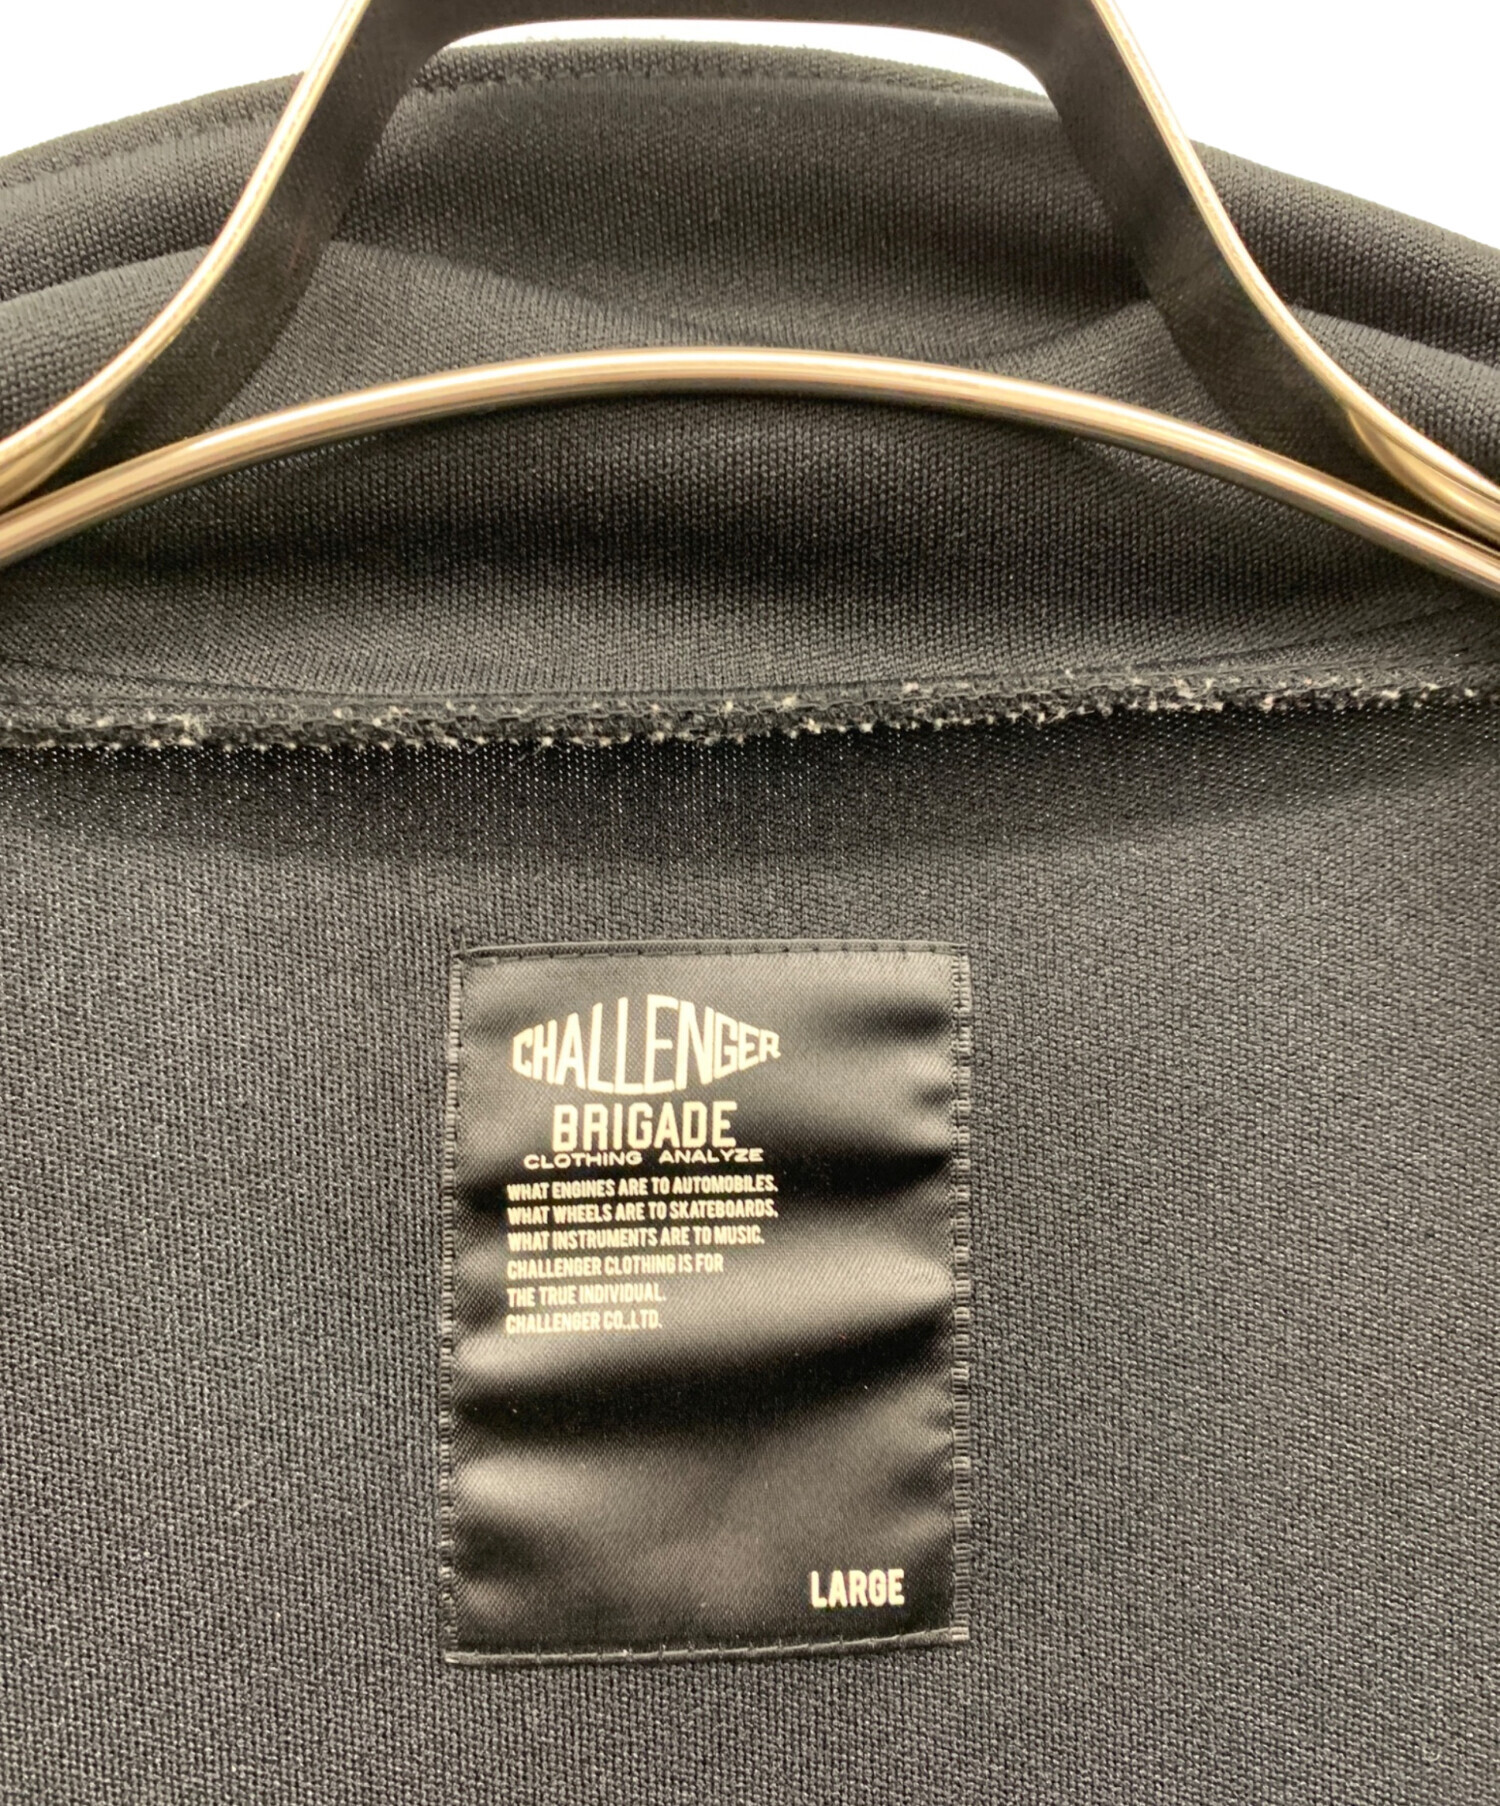 CHALLENGER
BRIGADE
CLOTHING ANALYZE
WHAT ENGINES ARE TO AUTOMOBILES.
WHAT WHEELS ARE TO SKATEBOARDS.
WHAT INSTRUMENTS ARE TO MUSIC.
CHALLENGER CLOTHING IS FOR
THE TRUE INDIVIDUAL.
CHALLENGER CO.,LTD.
LARGE